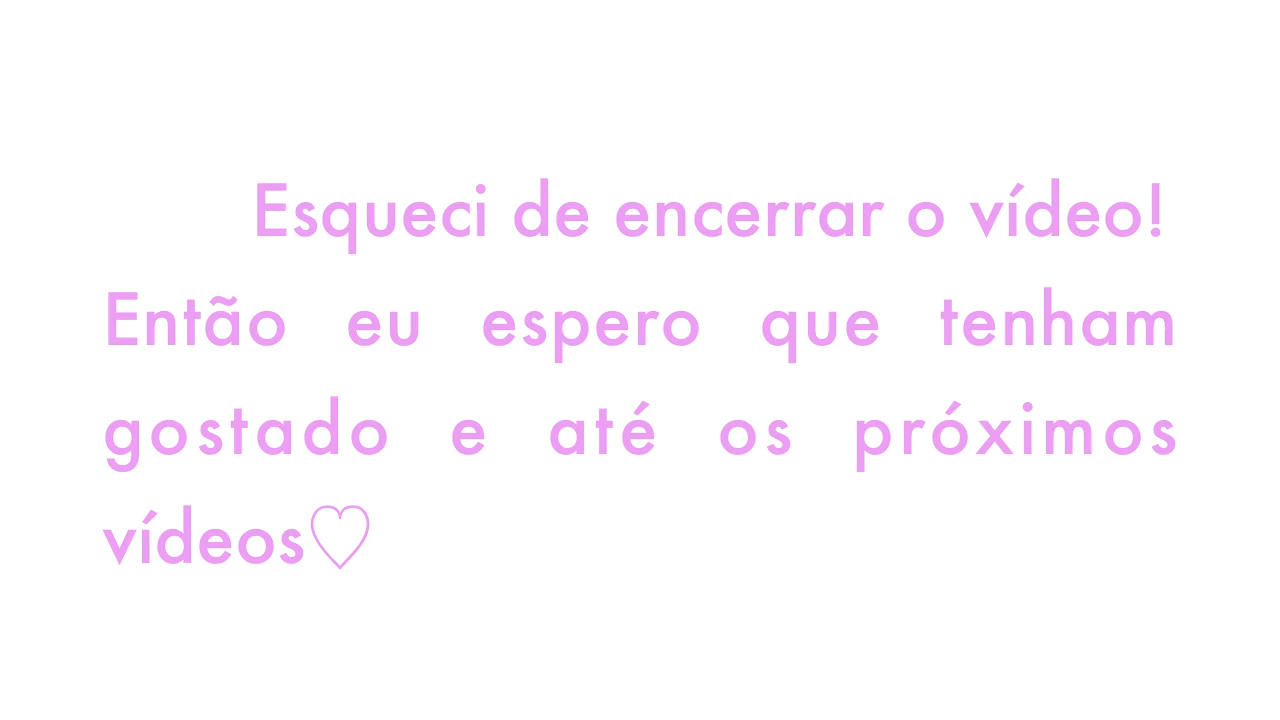 Esqueci de encerrar o vídeo!
Então eu espero que tenham
gostado e até os próximos
vídeos♡